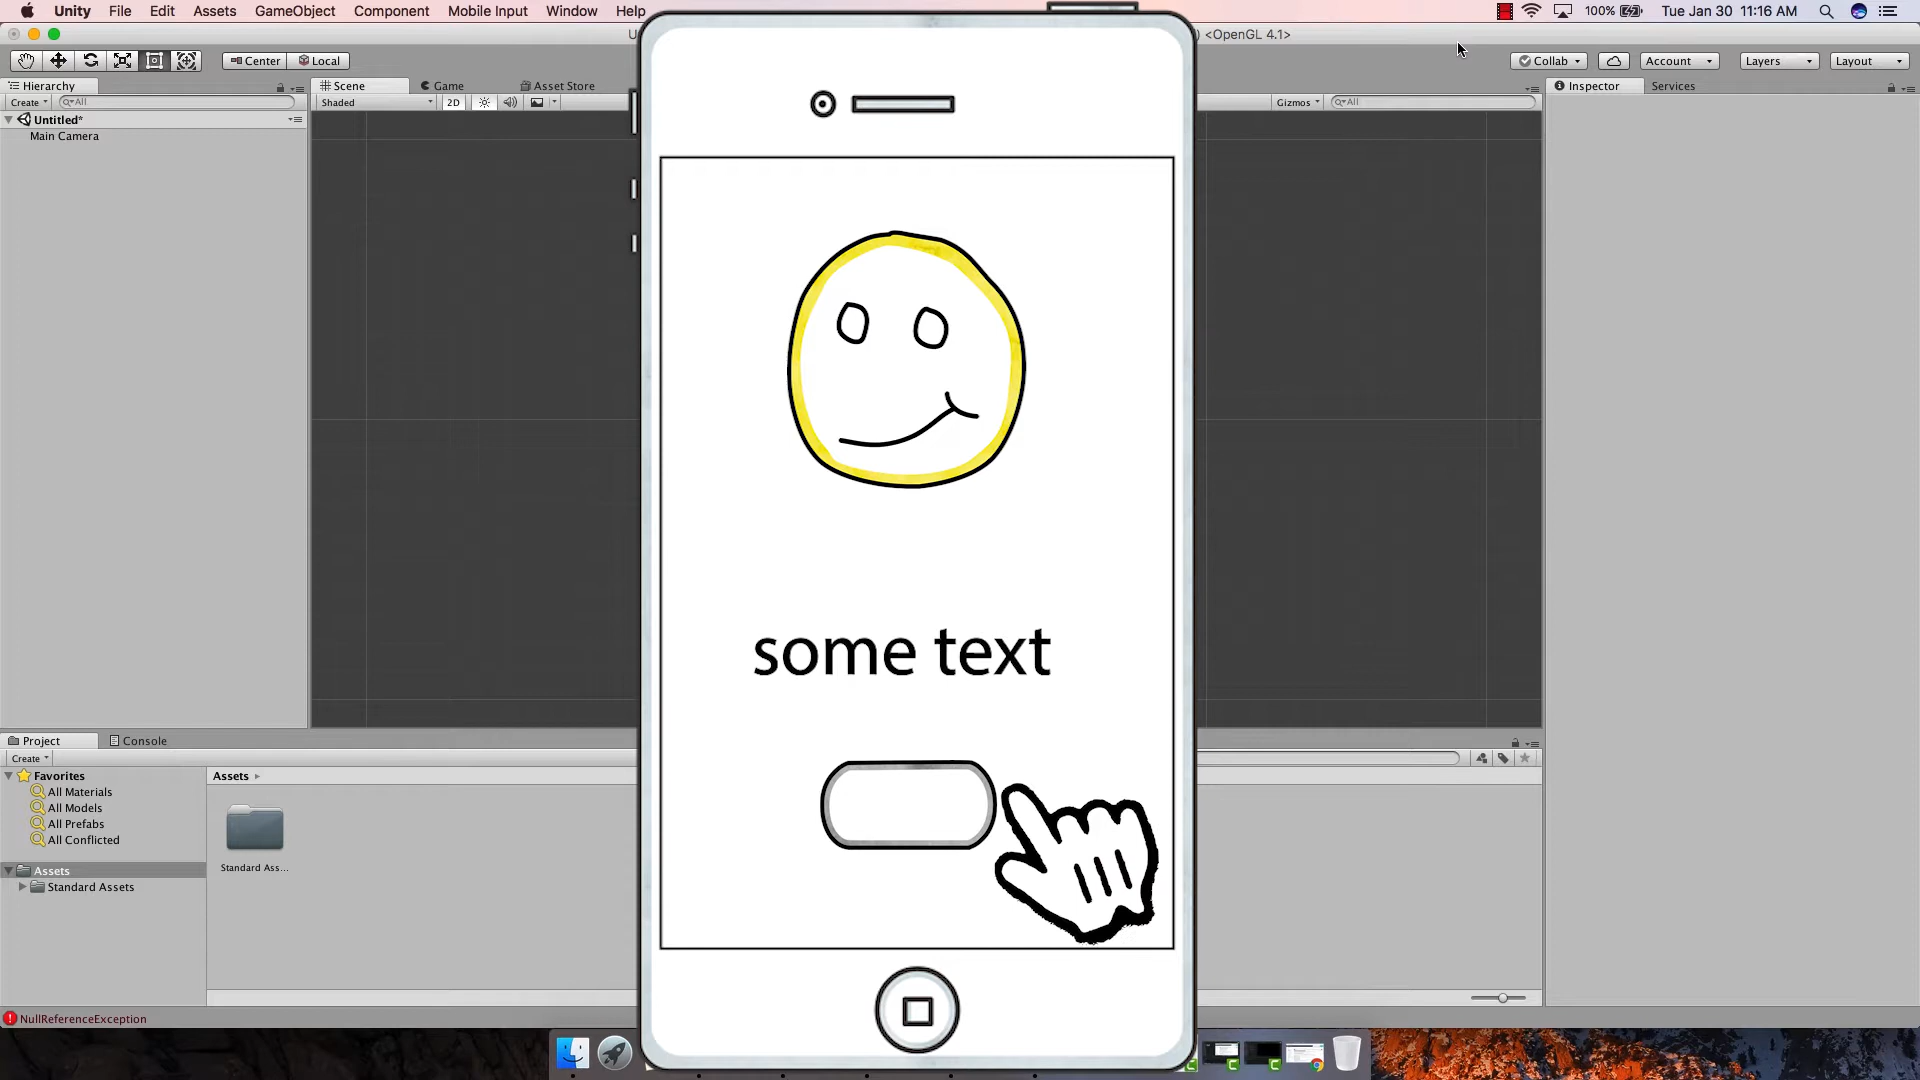 Unity File Edit Assets GameObject Component Mobile Input Window Help 100% Tue Jan 30 11:16 AM
<OpenGL 4.1>
Center Local Collab Account Layers Layout
Hierarchy Scene Game Asset Store Inspector Services
Create All Shaded 2D Gizmos All
Untitled*
Main Camera
some text
Project Console
Create
Favorites Assets
All Materials
All Models
All Prefabs
All Conflicted
Standard Ass...
Assets
Standard Assets
NullReferenceException